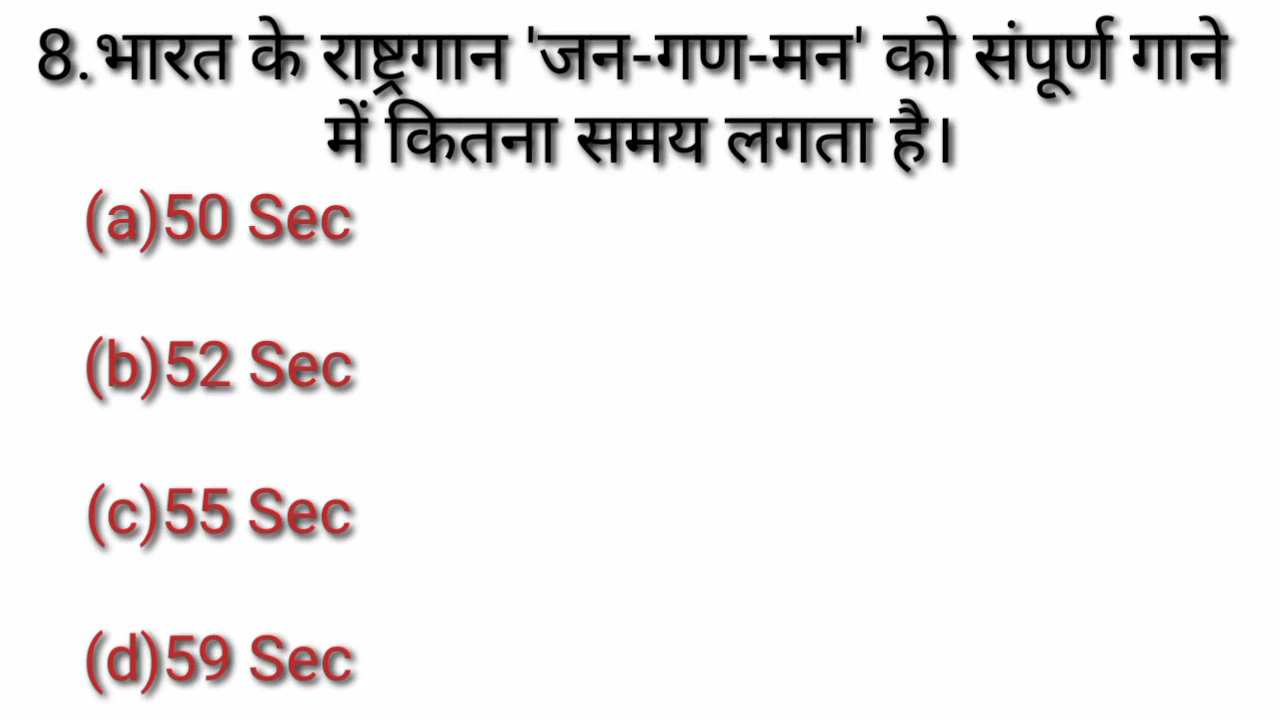 8.भारत के राष्ट्रगान 'जन-गण-मन' को संपूर्ण गाने
में कितना समय लगता है।
(a)50 Sec
(b)52 Sec
(c)55 Sec
(d)59 Sec